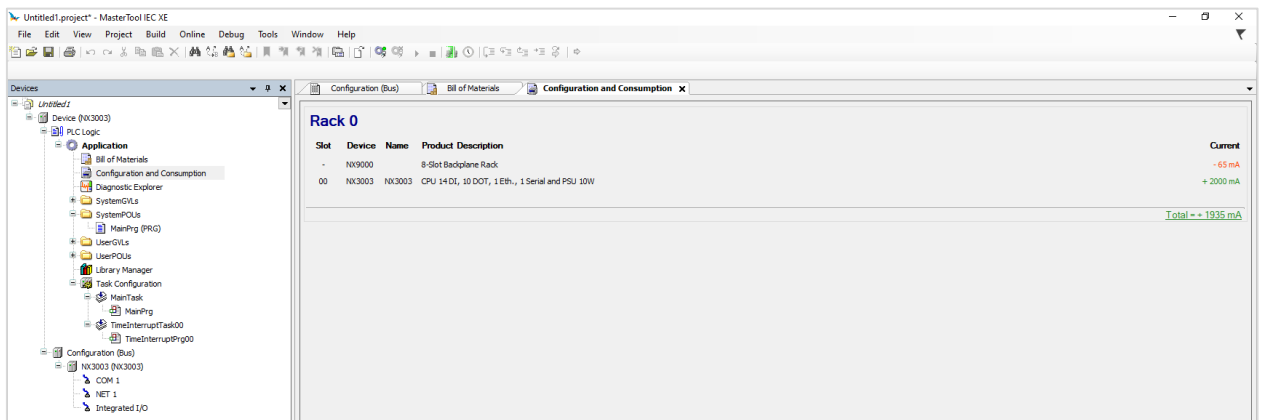 Untitled1.project* - MasterTool IEC XE
File Edit View Project Build Online Debug Tools Window Help
Devices
Untitled1
Device (NX3003)
PLC Logic
Application
Bill of Materials
Configuration and Consumption
Diagnostic Explorer
SystemGVLs
SystemPOUs
MainPrg (PRG)
UserGVLs
UserPOUs
Library Manager
Task Configuration
MainTask
MainPrg
TimeInterruptTask00
TimeInterruptPrg00
Configuration (Bus)
NX3003 (NX3003)
COM 1
NET 1
Integrated I/O
Configuration (Bus) Bill of Materials Configuration and Consumption
Rack 0
Slot Device Name Product Description Current
- NX9000 8-Slot Backplane Rack - 65 mA
00 NX3003 NX3003 CPU 14 DI, 10 DOT, 1 Eth., 1 Serial and PSU 10W + 2000 mA
Total = + 1935 mA